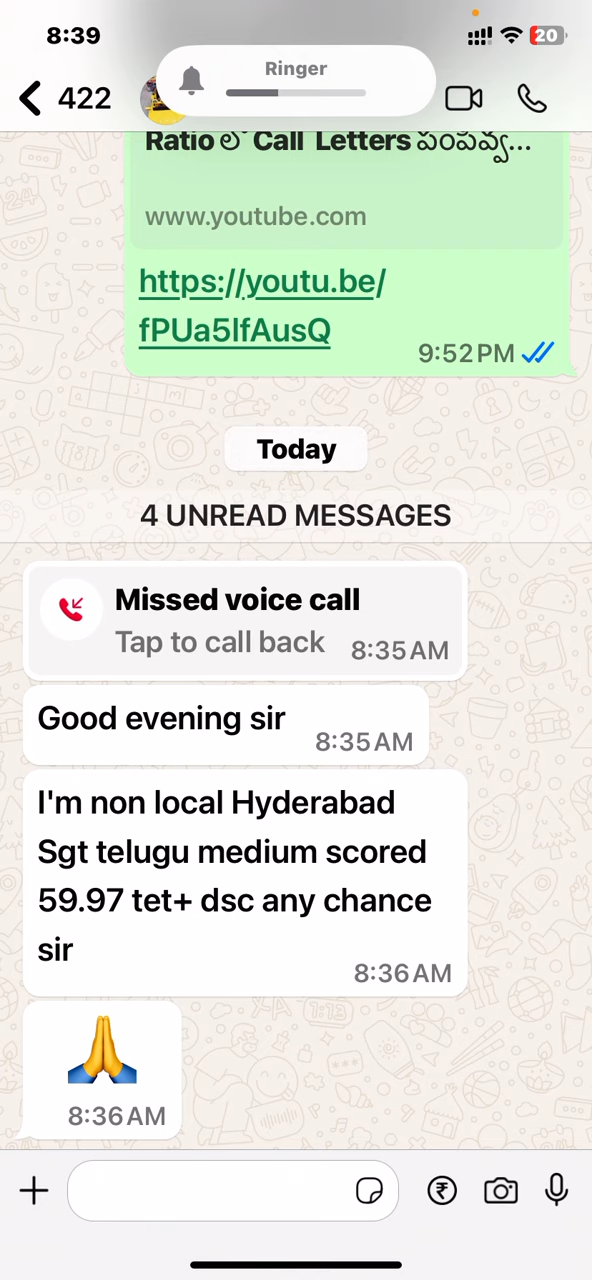 8:39
20
Ringer
422
Ratio లో Call Letters పంపివ్వ...
www.youtube.com
https://youtu.be/
fPUa5lfAusQ
9:52 PM
Today
4 UNREAD MESSAGES
Missed voice call
Tap to call back 8:35 AM
Good evening sir
8:35 AM
I'm non local Hyderabad
Sgt telugu medium scored
59.97 tet+ dsc any chance
sir
8:36 AM
8:36 AM